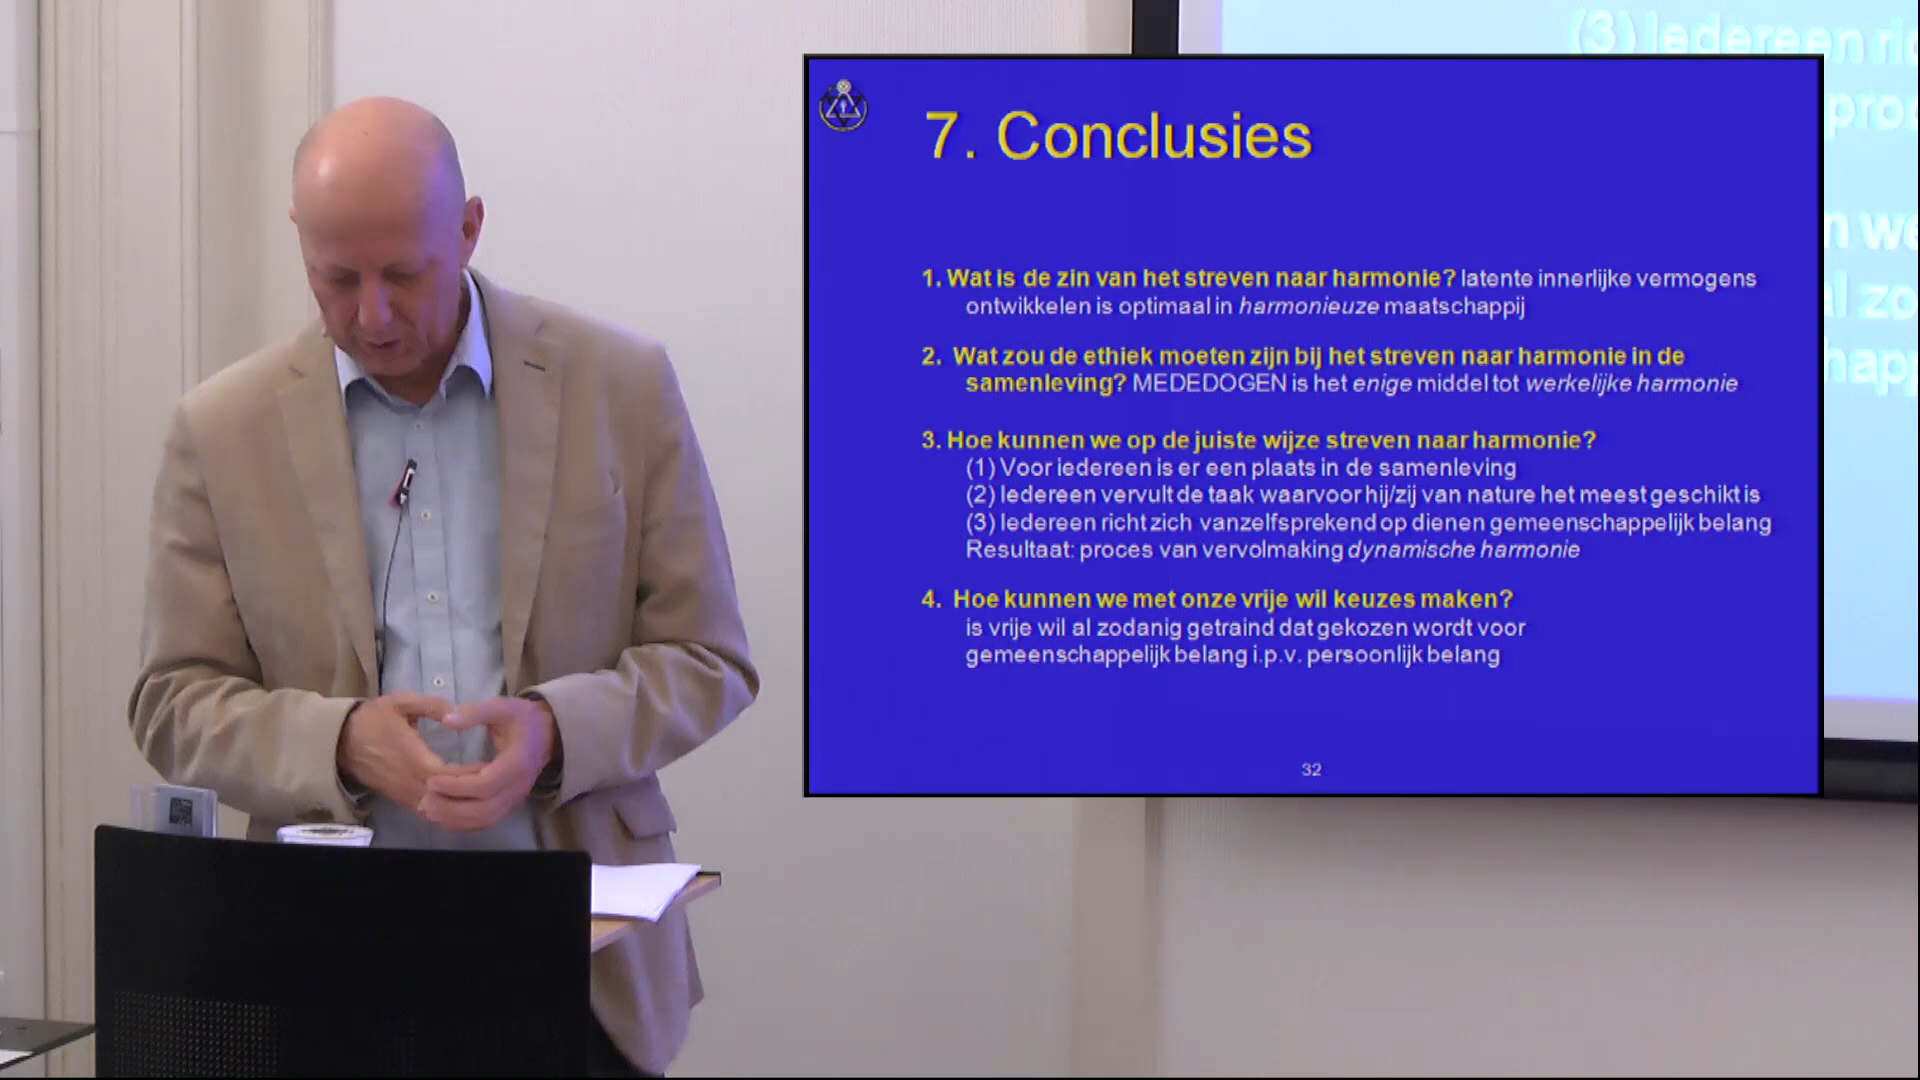 (3) Iedereen
7. Conclusies
1. Wat is de zin van het streven naar harmonie? latente innerlijke vermogens
ontwikkelen is optimaal in harmonieuze maatschappij
2. Wat zou de ethiek moeten zijn bij het streven naar harmonie in de
samenleving? MEDEDOGEN is het enige middel tot werkelijke harmonie
3. Hoe kunnen we op de juiste wijze streven naar harmonie?
(1) Voor iedereen is er een plaats in de samenleving
(2) Iedereen vervult de taak waarvoor hij/zij van nature het meest geschikt is
(3) Iedereen richt zich vanzelfsprekend op dienen gemeenschappelijk belang
Resultaat: proces van vervolmaking dynamische harmonie
4. Hoe kunnen we met onze vrije wil keuzes maken?
is vrije wil al zodanig getraind dat gekozen wordt voor
gemeenschappelijk belang i.p.v. persoonlijk belang
32